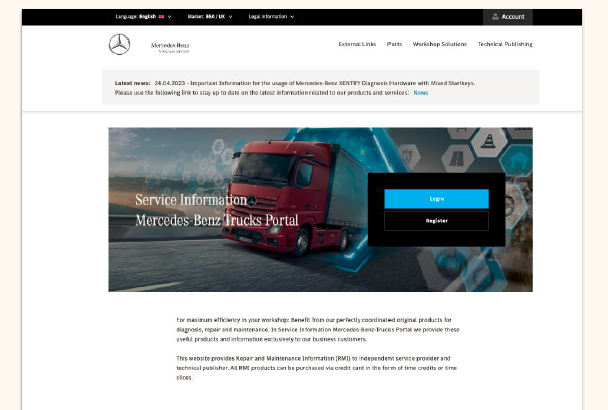 Language: English
Market: EEA / UK
Legal Information
Account
Mercedes-Benz
Trucks you can trust
External Links
Parts
Workshop Solutions
Technical Publishing
Latest news: 24.04.2023 - Important Information for the usage of Mercedes-Benz XENTRY Diagnosis Hardware with Mixed Startkeys.
Please use the following link to stay up to date on the latest information related to our products and services: News
Service Information
Mercedes-Benz Trucks Portal
Login
Register
For maximum efficiency in your workshop: Benefit from our perfectly coordinated original products for
diagnosis, repair and maintenance. In Service Information Mercedes-Benz-Trucks Portal we provide these
useful products and information exclusively to our business customers.
This website provides Repair and Maintenance Information (RMI) to independent service provider and
technical publisher. All RMI products can be purchased via credit card in the form of time credits or time
slices.